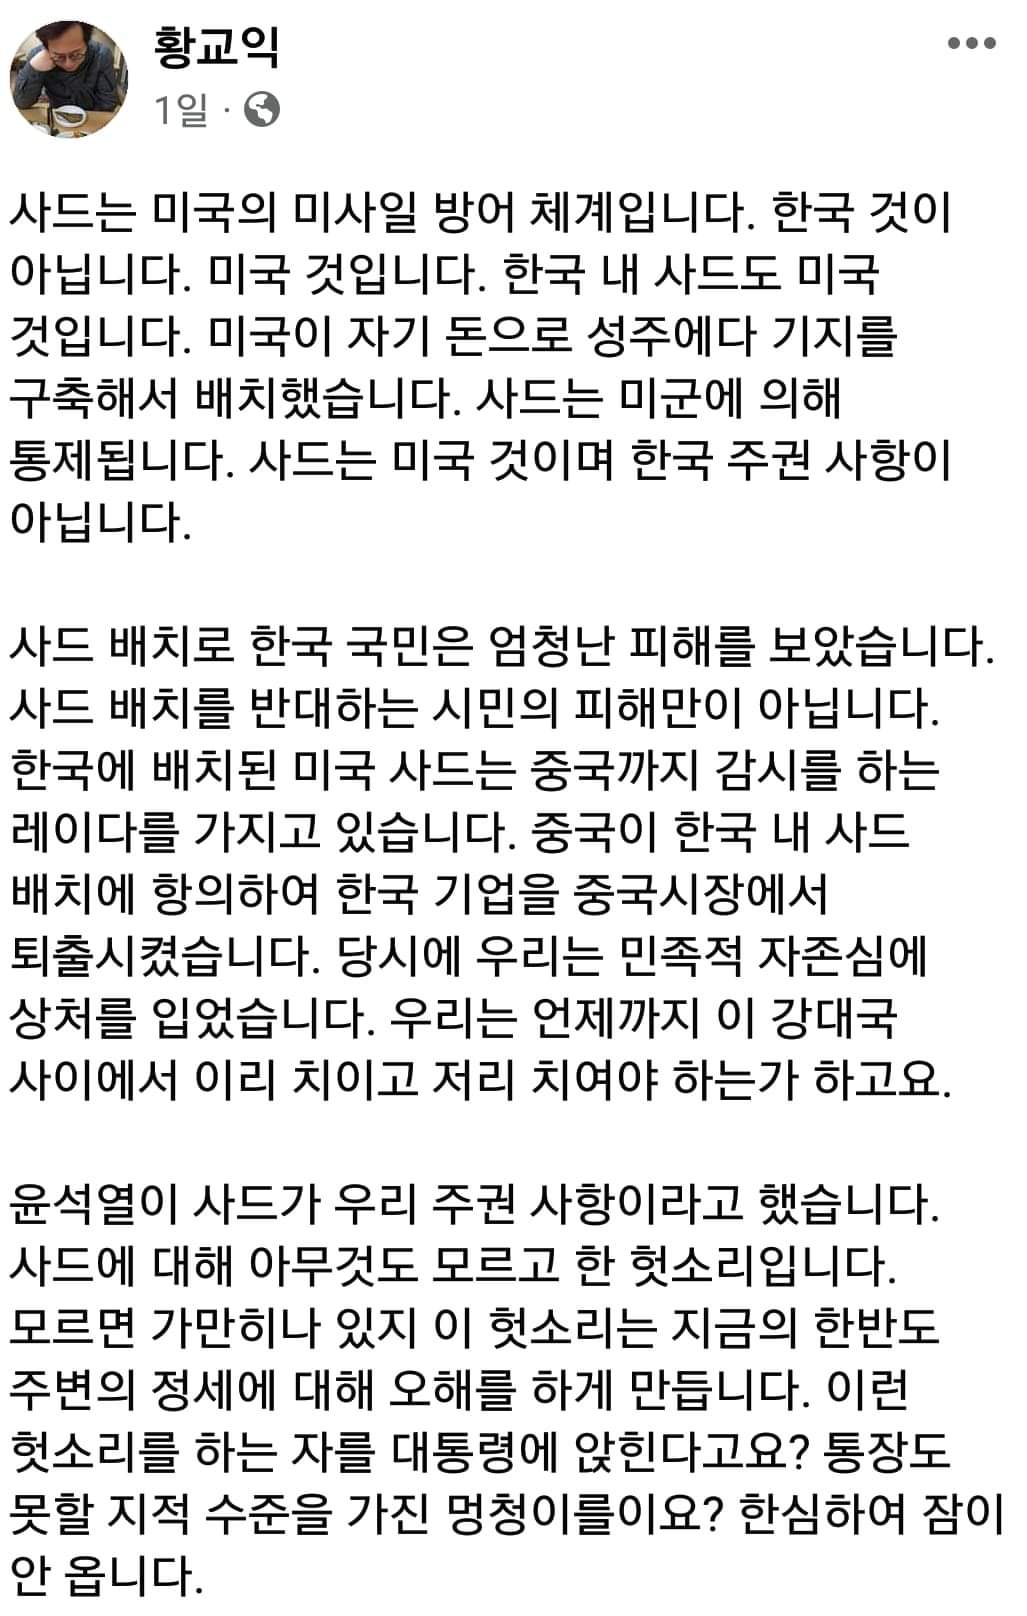 황교익
1일 ·
사드는 미국의 미사일 방어 체계입니다. 한국 것이
아닙니다. 미국 것입니다. 한국 내 사드도 미국
것입니다. 미국이 자기 돈으로 성주에다 기지를
구축해서 배치했습니다. 사드는 미군에 의해
통제됩니다. 사드는 미국 것이며 한국 주권 사항이
아닙니다.
사드 배치로 한국 국민은 엄청난 피해를 보았습니다.
사드 배치를 반대하는 시민의 피해만이 아닙니다.
한국에 배치된 미국 사드는 중국까지 감시를 하는
레이다를 가지고 있습니다. 중국이 한국 내 사드
배치에 항의하여 한국 기업을 중국시장에서
퇴출시켰습니다. 당시에 우리는 민족적 자존심에
상처를 입었습니다. 우리는 언제까지 이 강대국
사이에서 이리 치이고 저리 치여야 하는가 하고요.
윤석열이 사드가 우리 주권 사항이라고 했습니다.
사드에 대해 아무것도 모르고 한 헛소리입니다.
모르면 가만히나 있지 이 헛소리는 지금의 한반도
주변의 정세에 대해 오해를 하게 만듭니다. 이런
헛소리를 하는 자를 대통령에 앉힌다고요? 통장도
못할 지적 수준을 가진 멍청이를이요? 한심하여 잠이
안 옵니다.